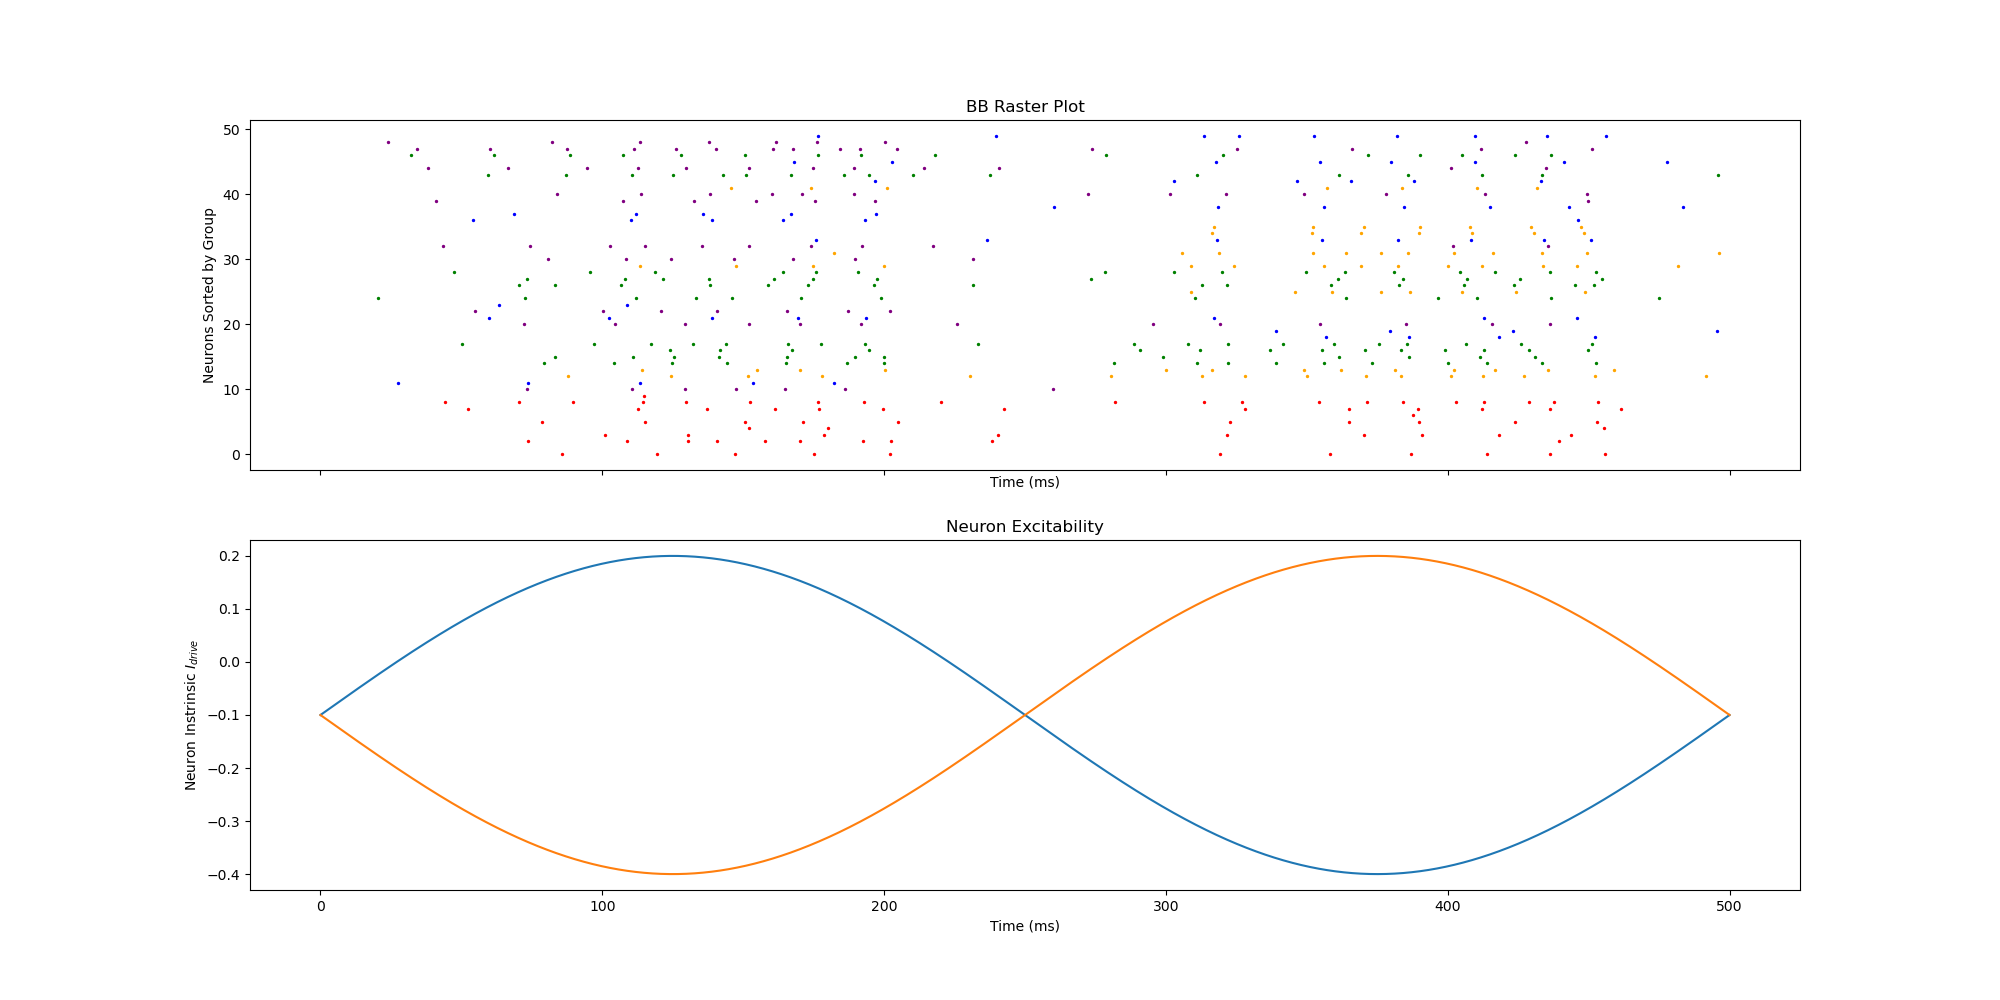 BB Raster Plot
50
40
30
20
10
0
Neurons Sorted by Group
Time (ms)
Neuron Excitability
0.2
0.1
0.0
−0.1
−0.2
−0.3
−0.4
Neuron Instrinsic I_drive
0 100 200 300 400 500
Time (ms)